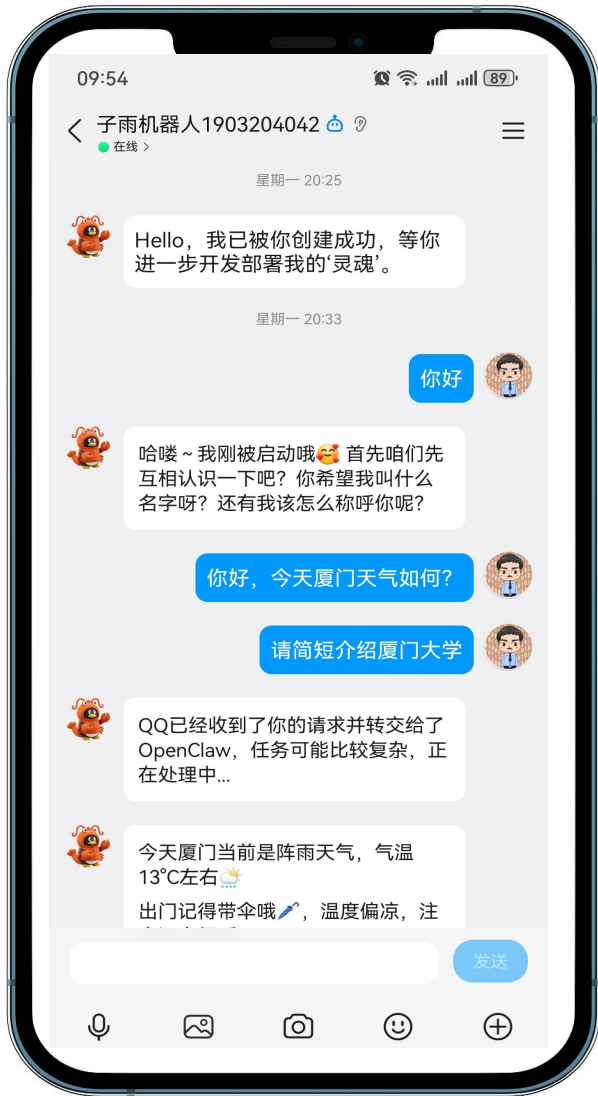 09:54
89
子雨机器人1903204042
在线
星期一 20:25
Hello，我已被你创建成功，等你
进一步开发部署我的‘灵魂’。
星期一 20:33
你好
哈喽～我刚被启动哦🥰 首先咱们先
互相认识一下吧？你希望我叫什么
名字呀？还有我该怎么称呼你呢？
你好，今天厦门天气如何？
请简短介绍厦门大学
QQ已经收到了你的请求并转交给了
OpenClaw，任务可能比较复杂，正
在处理中...
今天厦门当前是阵雨天气，气温
13°C左右🌦️
出门记得带伞哦🌂，温度偏凉，注
发送